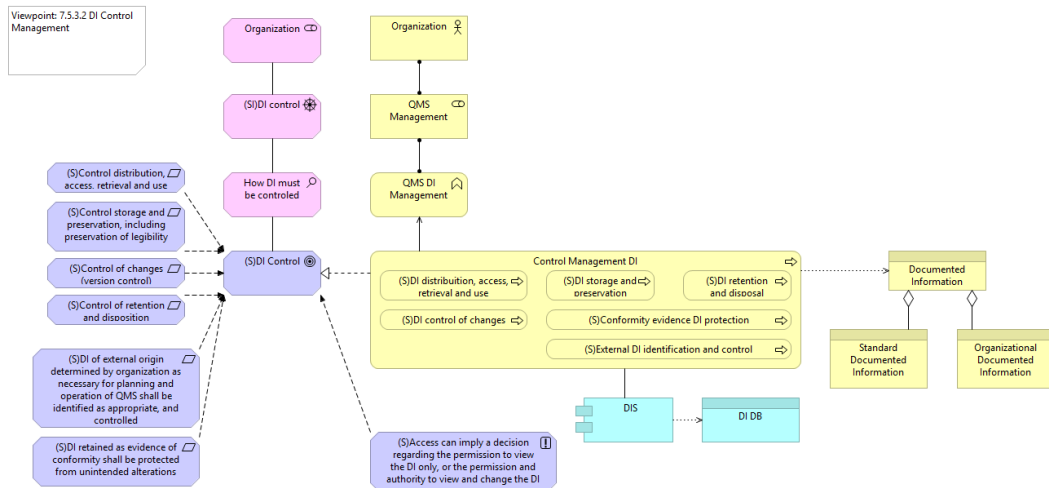 Viewpoint: 7.5.3.2 DI Control
Management
Organization
Organization
(SI)DI control
QMS
Management
How DI must
be controled
QMS DI
Management
(S)Control distribution,
access. retrieval and use
(S)Control storage and
preservation, including
preservation of legibility
(S)Control of changes
(version control)
(S)Control of retention
and disposition
(S)DI of external origin
determined by organization as
necessary for planning and
operation of QMS shall be
identified as appropriate, and
controlled
(S)DI retained as evidence of
conformity shall be protected
from unintended alterations
(S)DI Control
Control Management DI
(S)DI distribuition, access,
retrieval and use
(S)DI storage and
preservation
(S)DI retention
and disposal
(S)DI control of changes
(S)Conformity evidence DI protection
(S)External DI identification and control
Documented
Information
Standard
Documented
Information
Organizational
Documented
Information
DIS
DI DB
(S)Access can imply a decision
regarding the permission to view
the DI only, or the permission and
authority to view and change the DI